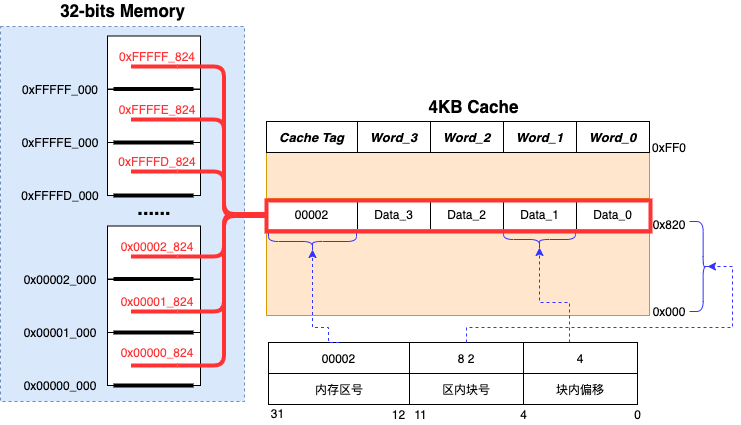 32-bits Memory
0xFFFFF_824
0xFFFFF_000
0xFFFFE_824
0xFFFFE_000
0xFFFFD_824
0xFFFFD_000
......
0x00002_824
0x00002_000
0x00001_824
0x00001_000
0x00000_824
0x00000_000
4KB Cache
Cache Tag Word_3 Word_2 Word_1 Word_0
0xFF0
00002 Data_3 Data_2 Data_1 Data_0
0x820
0x000
00002 8 2 4
内存区号 区内块号 块内偏移
31 12 11 4 0